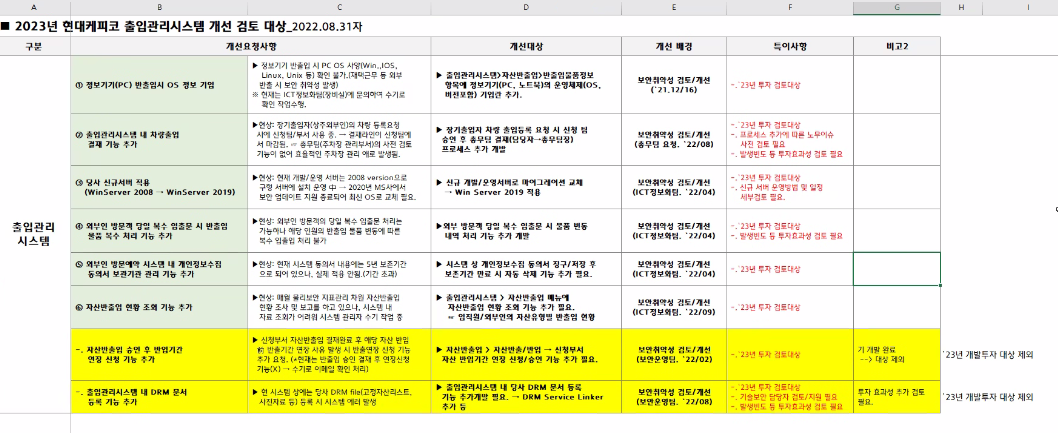 A B C D E F G H I
■ 2023년 현대케피코 출입관리시스템 개선 검토 대상_2022.08.31자
구분 개선요청사항 개선대상 개선 배경 특이사항 비고2
출입관리
시스템
① 정보기기(PC) 반출입시 OS 정보 기입
▶ 정보기기 반출입 시 PC OS 사양(Win.,IOS,
Linux, Unix 등) 확인 불가.(재택근무 등 외부
반출 시 보안 취약성 발생)
※ 현재는 ICT정보화팀(장비실)에 문의하여 수기로
확인 작업수행.
▶ 출입관리시스템>자산반출입>반출입물품정보
항목에 정보기기(PC, 노트북)의 운영체제(OS,
버전포함) 기입란 추가.
보안취약성 검토/개선
(`21.12/16)
-.`23년 투자 검토대상
② 출입관리시스템 내 차량출입
결재 기능 추가
▶현상: 장기출입자(상주외부인)의 차량 등록요청
시에 신청팀/부서 사용 중. → 결재라인이 신청팀에
서 마감됨. ☞ 총무팀(주차장 관리부서)의 사전 검토
기능이 없어 효율적인 주차장 관리 애로 발생됨.
▶ 장기출입자 차량 출입등록 요청 시 신청 팀
승인 후 총무팀 결재(담당자→총무팀장)
프로세스 추가 개발
보안취약성 검토/개선
(총무팀 요청. `22/08)
-.`23년 투자 검토대상
-. 프로세스 추가에 따른 노무이슈
사전 검토 필요
-. 발생빈도 등 투자효과성 검토 필요
③ 당사 신규서버 적용
(WinServer 2008 → WinServer 2019)
▶현상: 현재 개발/운영 서버는 2008 version으로
구형 서버에 설치 운영 中 → 2020년 MS사에서
보안 업데이트 지원 종료되어 최신 OS로 교체 필요.
▶ 신규 개발/운영서버로 마이그레이션 교체
→ Win Server 2019 적용
보안취약성 검토/개선
(ICT정보화팀. `22/04)
-.`23년 투자 검토대상
-. 신규 서버 운영방법 및 일정
세부검토 필요.
④ 외부인 방문객 당일 복수 입출문 시 반출입
물품 복수 처리 기능 추가
▶현상: 외부인 방문객의 당일 복수 입출문 처리는
가능하나 해당 인원의 반출입 물품 변동에 따른
복수 입출입 처리 불가
▶외부 방문객 당일 복수 입출문 시 물품 변동
내역 처리 기능 추가 개발
보안취약성 검토/개선
(ICT정보화팀. `22/04)
-.`23년 투자 검토대상
-. 발생빈도 등 투자효과성 검토 필요
⑤ 외부인 방문예약 시스템 내 개인정보수집
동의서 보관기간 관리 기능 추가
▶현상: 현재 시스템에서 내용에는 5년 보존기간
으로 되어 있으나, 실제 적용 안됨.(기간 초과)
▶ 시스템 상 개인정보수집 동의서 징구/저장 후
보존기간 만료 시 자동 삭제 기능 추가 필요.
보안취약성 검토/개선
(ICT정보화팀. `22/04)
-.`23년 투자 검토대상
⑥ 자산반출입 현황 조회 기능 추가
▶현상: 매월 물리보안 지표관리 차원 자산반출입
현황 조사 및 보고를 하고 있으나, 시스템 내
자료 조회가 어려워 시스템 관리자 수기 작업 중
▶ 출입관리시스템 > 자산반출입 메뉴에
자산반출입 현황 조회 기능 추가 필요.
☞ 임직원/외부인의 자산유형별 반출입 현황
보안취약성 검토/개선
(ICT정보화팀. `22/09)
-.`23년 투자 검토대상
-. 자산반출입 승인 후 반입기간
연장 신청 기능 추가
▶ 신청부서 자산반출입 결재완료 후 해당 자산 반입
前 반출기간 연장 사유 발생 시 반출연장 신청 기능
추가 요청. (*현재는 반출입 승인 결재 후 연장신청
기능(X) → 수기로 이메일 확인 처리)
▶ 자산반출입 > 자산반출/반입 → 신청부서
자산 반입기간 연장 신청/승인 기능 추가 필요.
보안취약성 검토/개선
(보안운영팀. `22/02)
-.`23년 투자 검토대상
기 개발 완료
--> 대상 제외
`23년 개발투자 대상 제외
-. 출입관리시스템 내 DRM 문서
등록 기능 추가
▶ 현 시스템 상에는 당사 DRM file(고정자산리스트,
사진자료 등) 등록 시 시스템 에러 발생
▶ 출입관리시스템 내 당사 DRM 문서 등록
기능 추가개발 필요. → DRM Service Linker
추가 등
보안취약성 검토/개선
(보안운영팀. `22/08)
-.`23년 투자 검토대상
-. 기술보안 담당자 검토/지원 필요
-. 발생빈도 등 투자효과성 검토 필요
투자 효과성 추가 검토
필요.
`23년 개발투자 대상 제외